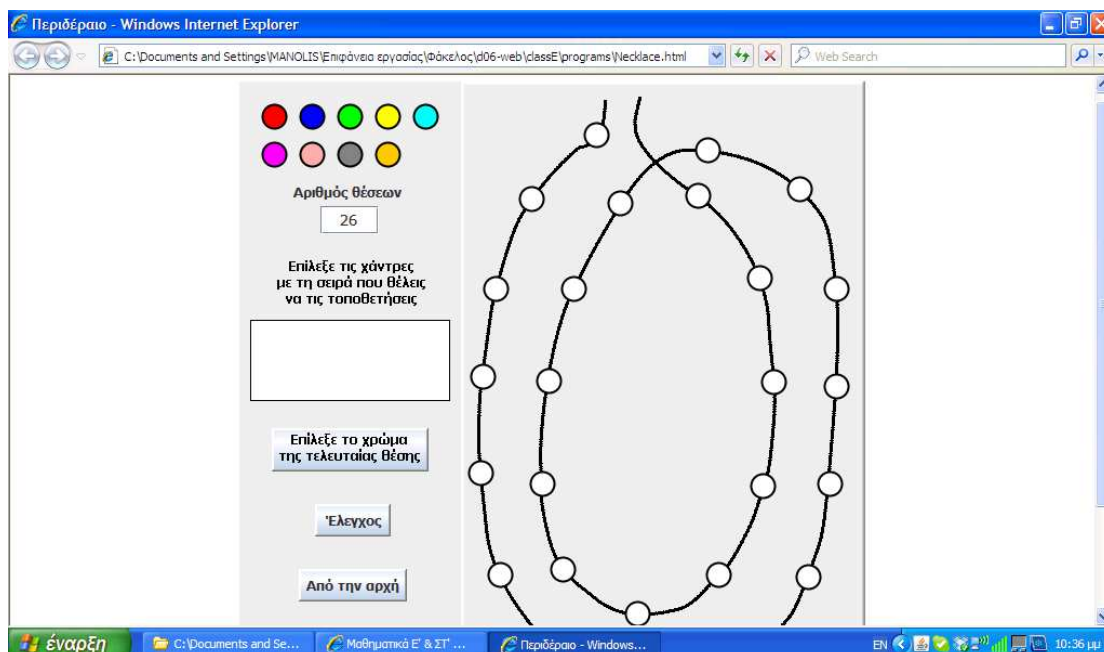 Περιδέραιο - Windows Internet Explorer
C:\Documents and Settings\MANOLIS\Επιφάνεια εργασίας\Φάκελος\d06-web\classE\programs\Necklace.html
Web Search
Αριθμός θέσεων
26
Επίλεξε τις χάντρες
με τη σειρά που θέλεις
να τις τοποθετήσεις
Επίλεξε το χρώμα
της τελευταίας θέσης
Έλεγχος
Από την αρχή
έναρξη
C:\Documents and Se...
Μαθηματικά Ε' & ΣΤ' ...
Περιδέραιο - Windows...
EN
10:36 μμ